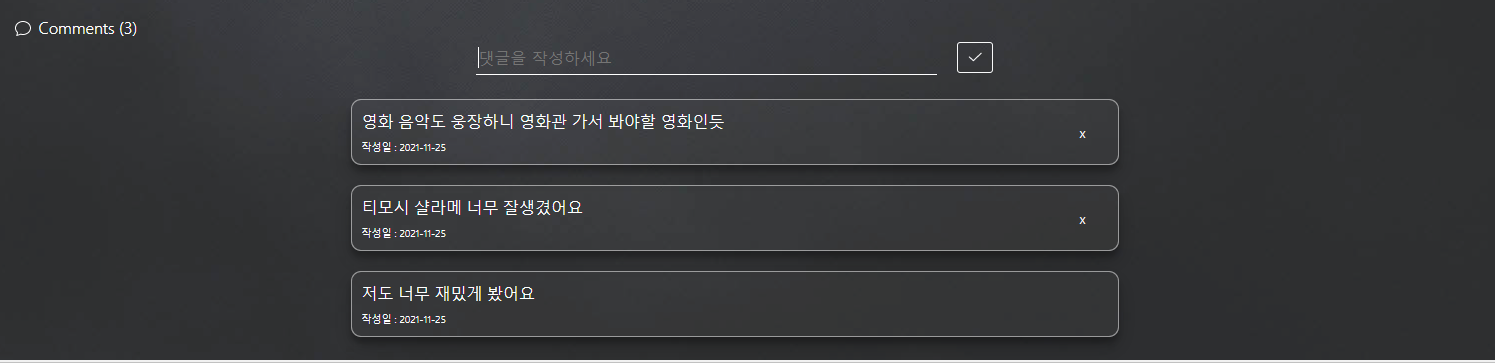 Comments (3)
댓글을 작성하세요
영화 음악도 웅장하니 영화관 가서 봐야할 영화인듯
x
작성일 : 2021-11-25
티모시 샬라메 너무 잘생겼어요
x
작성일 : 2021-11-25
저도 너무 재밌게 봤어요
작성일 : 2021-11-25